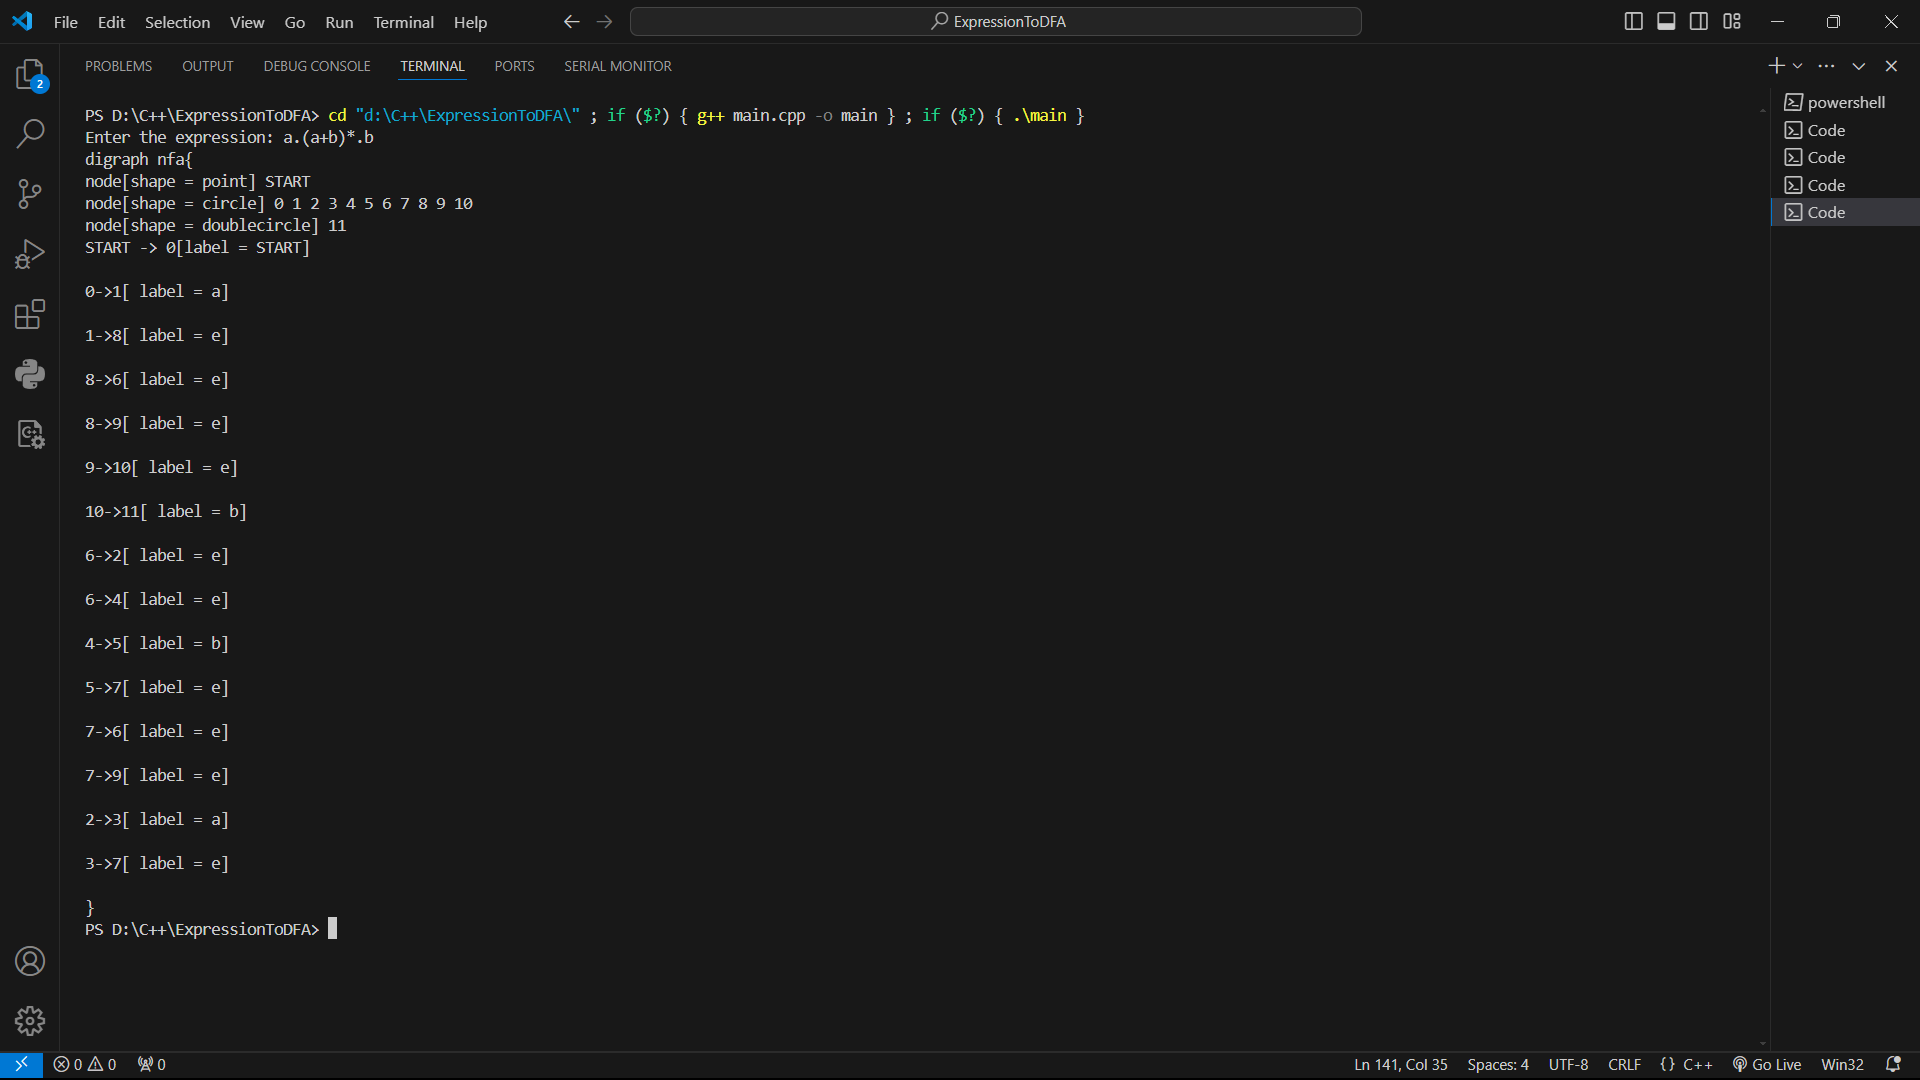 File Edit Selection View Go Run Terminal Help
ExpressionToDFA
2
PROBLEMS OUTPUT DEBUG CONSOLE TERMINAL PORTS SERIAL MONITOR
powershell
Code
Code
Code
Code
PS D:\C++\ExpressionToDFA> cd "d:\C++\ExpressionToDFA\" ; if ($?) { g++ main.cpp -o main } ; if ($?) { .\main }
Enter the expression: a.(a+b)*.b
digraph nfa{
node[shape = point] START
node[shape = circle] 0 1 2 3 4 5 6 7 8 9 10
node[shape = doublecircle] 11
START -> 0[label = START]
0->1[ label = a]
1->8[ label = e]
8->6[ label = e]
8->9[ label = e]
9->10[ label = e]
10->11[ label = b]
6->2[ label = e]
6->4[ label = e]
4->5[ label = b]
5->7[ label = e]
7->6[ label = e]
7->9[ label = e]
2->3[ label = a]
3->7[ label = e]
}
PS D:\C++\ExpressionToDFA>
0 0 0 Ln 141, Col 35 Spaces: 4 UTF-8 CRLF {} C++ Go Live Win32